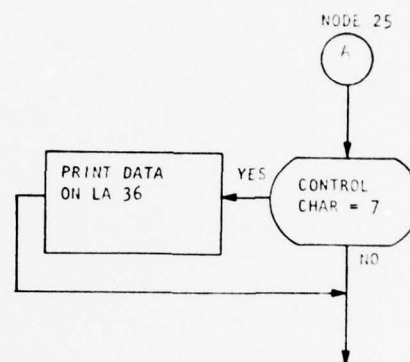 NODE 25
A
PRINT DATA
ON LA 36
YES
CONTROL
CHAR = 7
NO